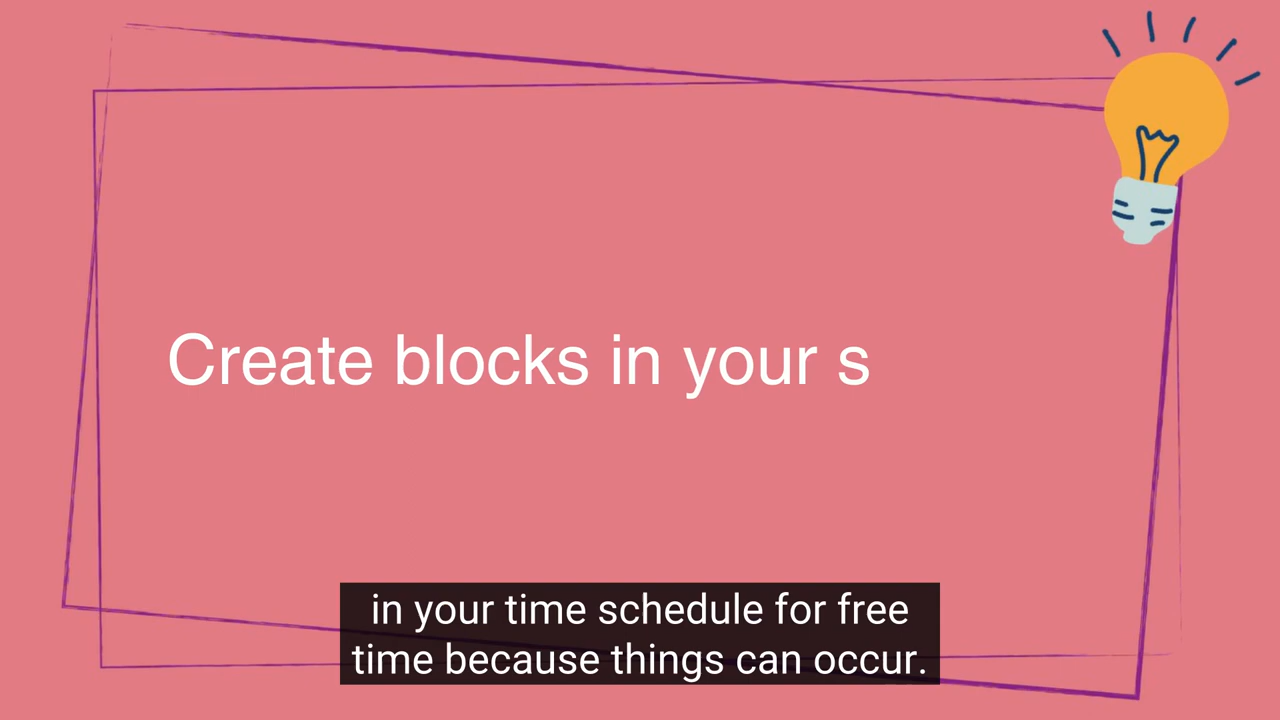 Create blocks in your s
in your time schedule for free
time because things can occur.